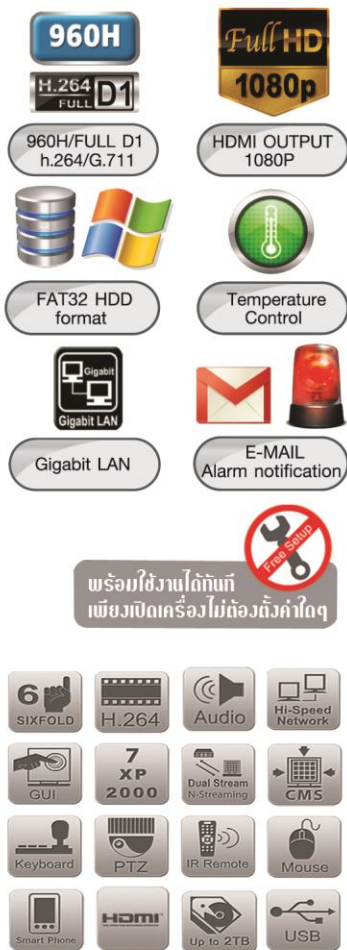 960H
Full HD
H.264
FULL D1
1080p
960H/FULL D1
h.264/G.711
HDMI OUTPUT
1080P
FAT32 HDD
format
Temperature
Control
Gigabit
Gigabit LAN
Gigabit LAN
E-MAIL
Alarm notification
Free Setup
พร้อมใช้งานได้ทันที
เพียงเปิดเครื่องไม่ต้องตั้งค่าใดๆ
6
SIXFOLD
H.264
Audio
Hi-Speed
Network
GUI
7
XP
2000
Dual Stream
N-Streaming
CMS
Keyboard
PTZ
IR Remote
Mouse
Smart Phone
HDMI
Up to 2TB
USB